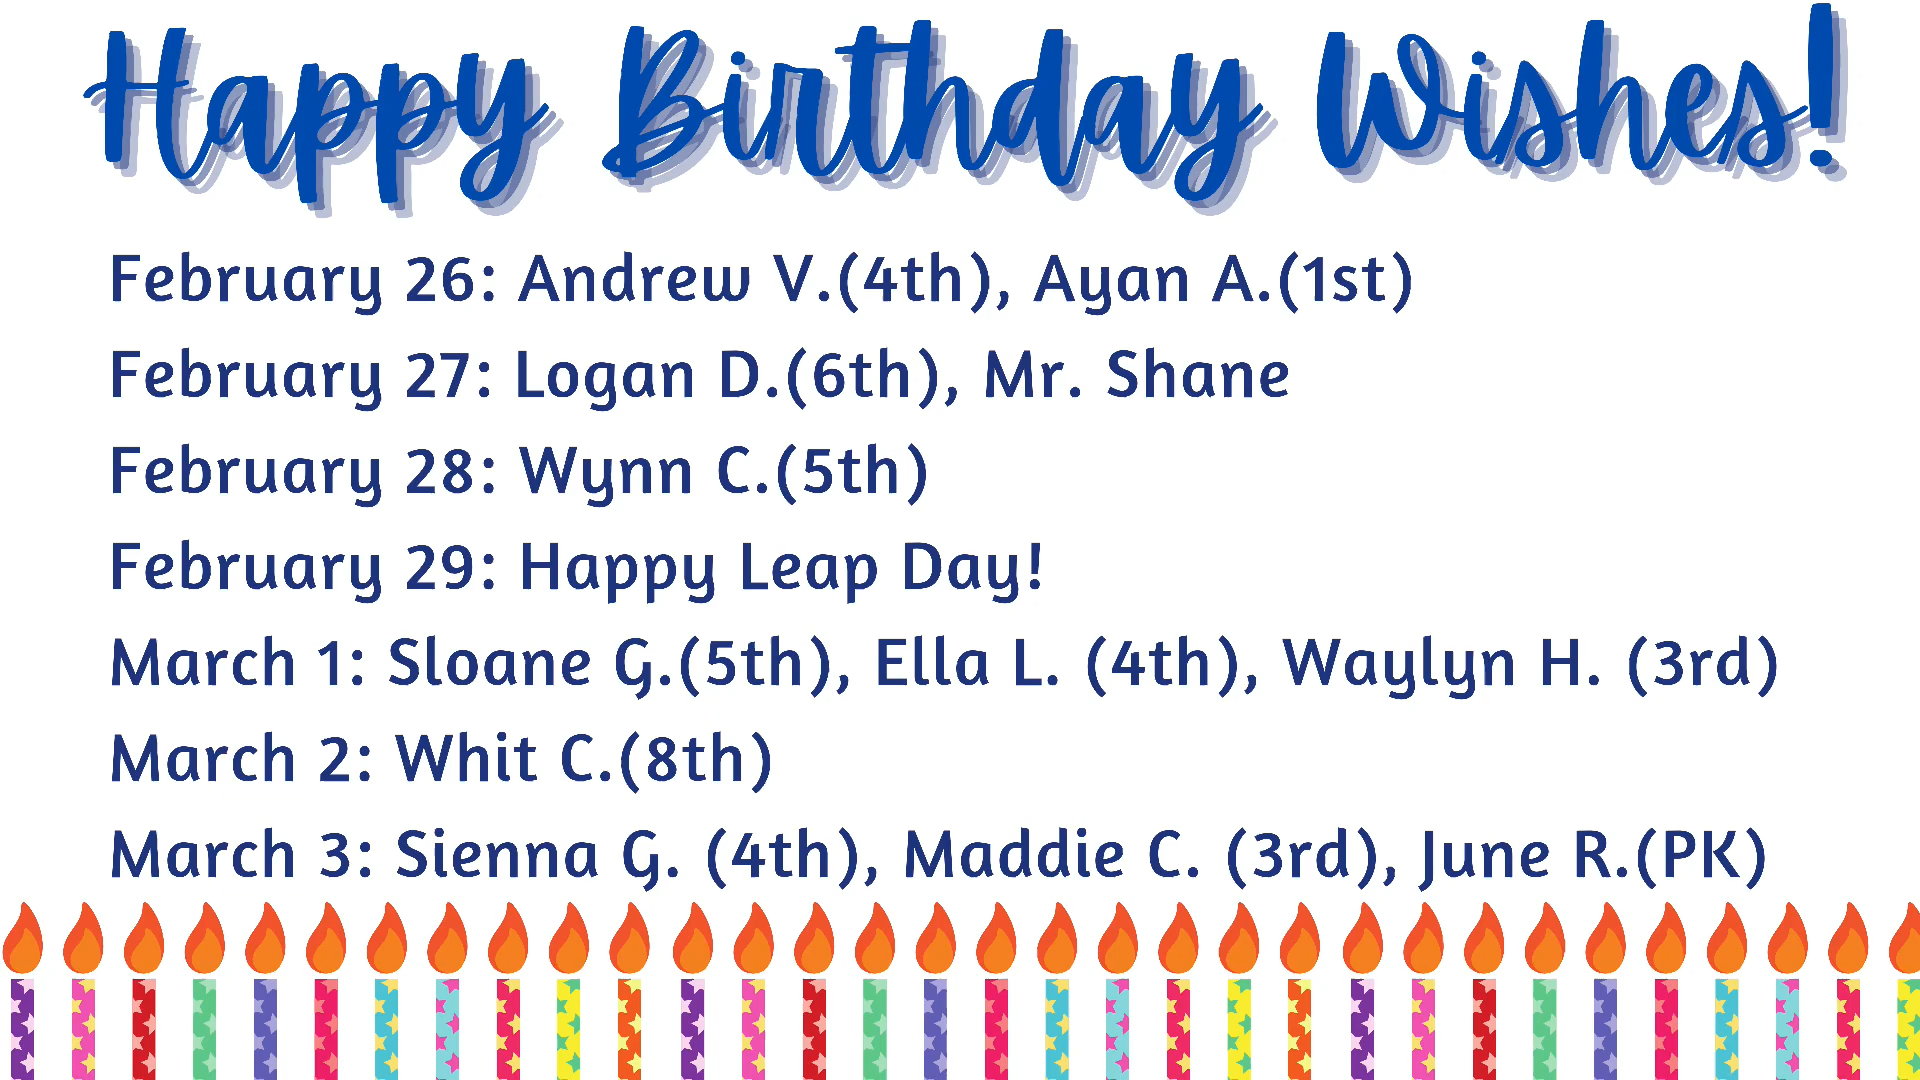 Happy Birthday Wishes!
February 26: Andrew V.(4th), Ayan A.(1st)
February 27: Logan D.(6th), Mr. Shane
February 28: Wynn C.(5th)
February 29: Happy Leap Day!
March 1: Sloane G.(5th), Ella L. (4th), Waylyn H. (3rd)
March 2: Whit C.(8th)
March 3: Sienna G. (4th), Maddie C. (3rd), June R.(PK)